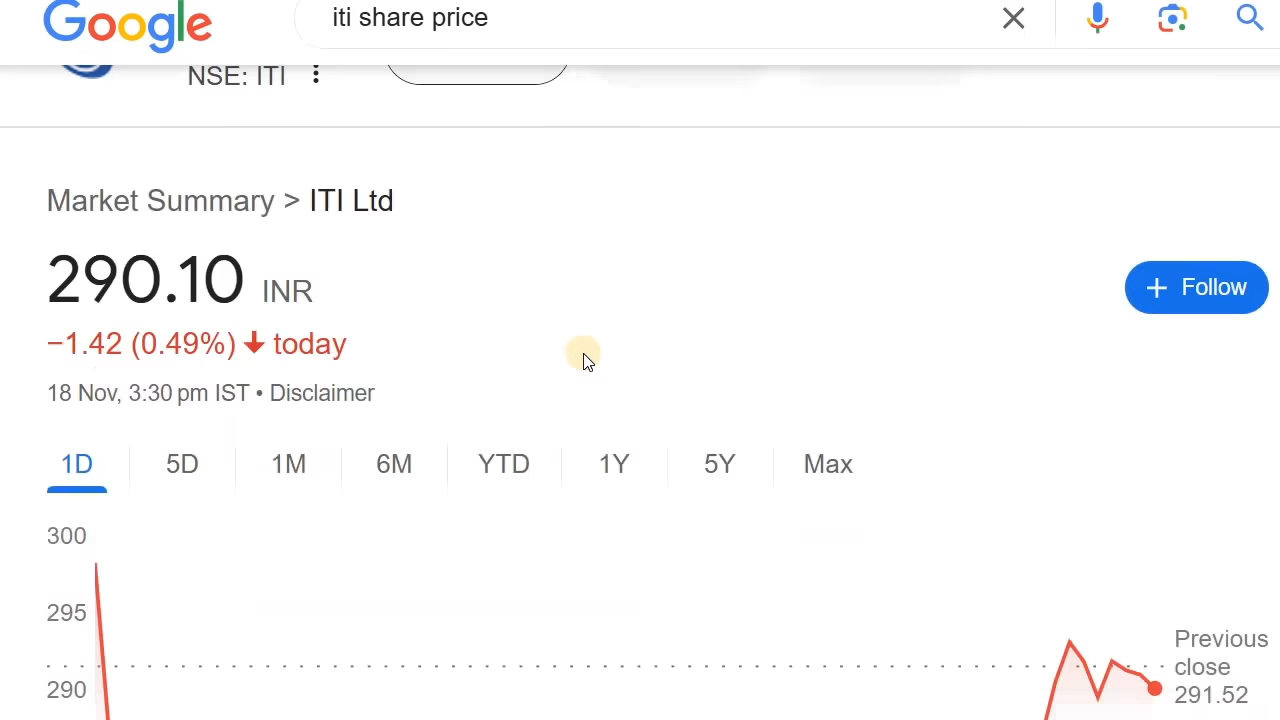 Google
iti share price
NSE: ITI
Market Summary > ITI Ltd
290.10 INR
+ Follow
−1.42 (0.49%) ↓ today
18 Nov, 3:30 pm IST • Disclaimer
1D 5D 1M 6M YTD 1Y 5Y Max
300
295
290
Previous
close
291.52